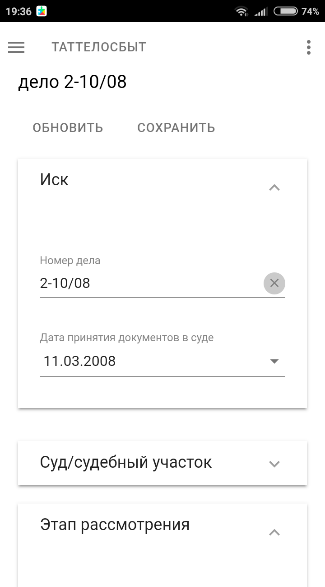 19:36 74%
ТАТТЕЛОСБЫТ
дело 2-10/08
ОБНОВИТЬ СОХРАНИТЬ
Иск
Номер дела
2-10/08
Дата принятия документов в суде
11.03.2008
Суд/судебный участок
Этап рассмотрения